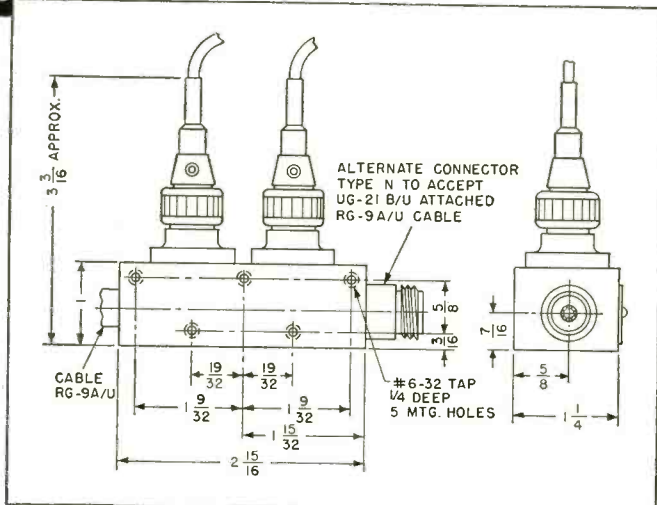 3 3/16 APPROX.
ALTERNATE CONNECTOR
TYPE N TO ACCEPT
UG-21 B/U ATTACHED
RG-9A/U CABLE
1
5/8
3/16
7/16
CABLE
RG-9A/U
19/32
19/32
#6-32 TAP
1/4 DEEP
5 MTG. HOLES
1 9/32
1 9/32
1 15/32
2 15/16
5/8
1 1/4